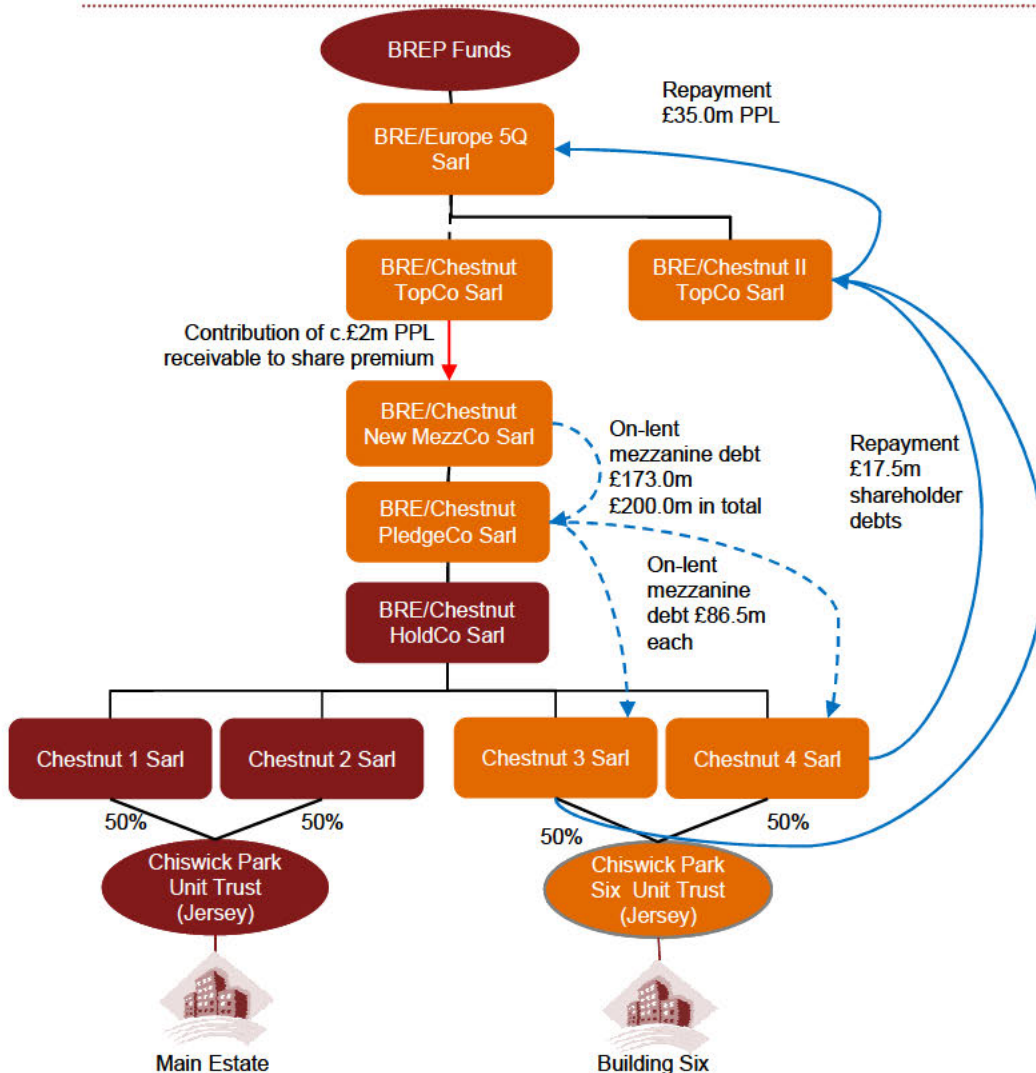 BREP Funds
Repayment
£35.0m PPL
BRE/Europe 5Q
Sarl
BRE/Chestnut
TopCo Sarl
BRE/Chestnut II
TopCo Sarl
Contribution of c.£2m PPL
receivable to share premium
BRE/Chestnut
New MezzCo Sarl
On-lent
mezzanine debt
£173.0m
£200.0m in total
Repayment
£17.5m
shareholder
debts
BRE/Chestnut
PledgeCo Sarl
On-lent
mezzanine
debt £86.5m
each
BRE/Chestnut
HoldCo Sarl
Chestnut 1 Sarl
Chestnut 2 Sarl
Chestnut 3 Sarl
Chestnut 4 Sarl
50%
50%
50%
50%
Chiswick Park
Unit Trust
(Jersey)
Chiswick Park
Six Unit Trust
(Jersey)
Main Estate
Building Six